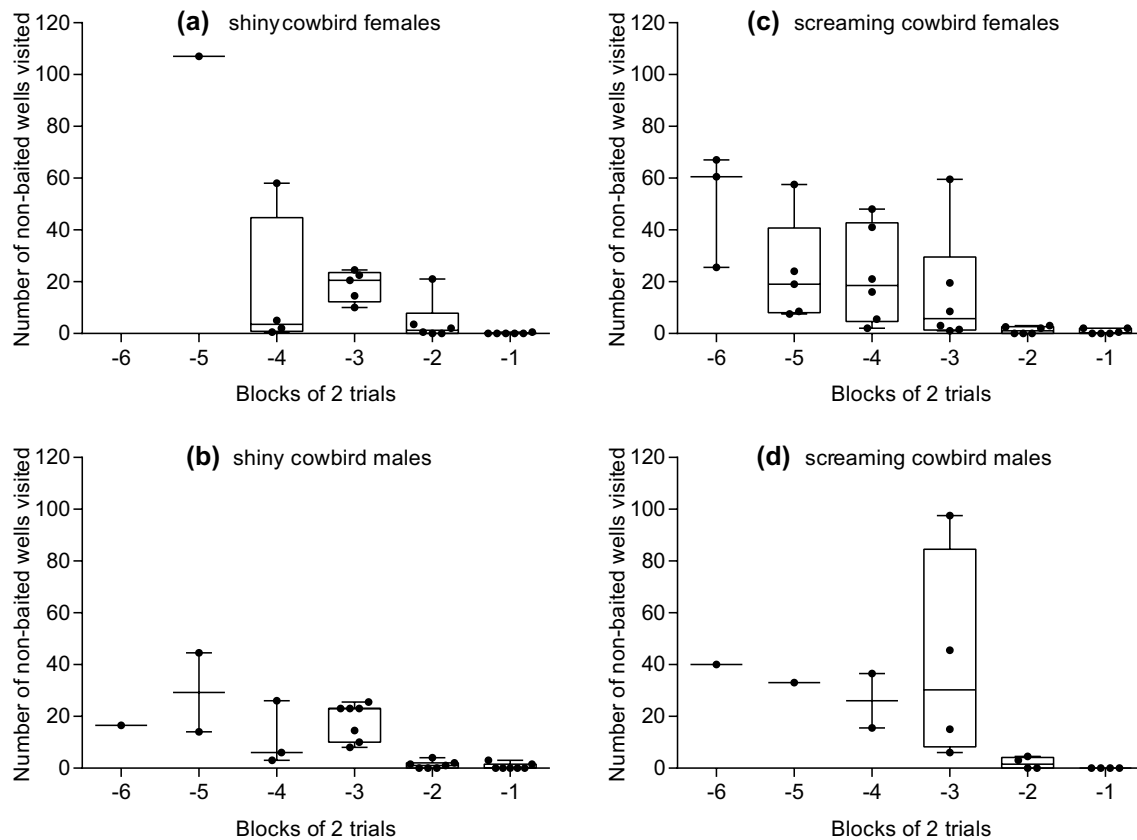 (a) shiny cowbird females
Number of non-baited wells visited
120
100
80
60
40
20
0
-6 -5 -4 -3 -2 -1
Blocks of 2 trials
(c) screaming cowbird females
Number of non-baited wells visited
120
100
80
60
40
20
0
-6 -5 -4 -3 -2 -1
Blocks of 2 trials
(b) shiny cowbird males
Number of non-baited wells visited
120
100
80
60
40
20
0
-6 -5 -4 -3 -2 -1
Blocks of 2 trials
(d) screaming cowbird males
Number of non-baited wells visited
120
100
80
60
40
20
0
-6 -5 -4 -3 -2 -1
Blocks of 2 trials